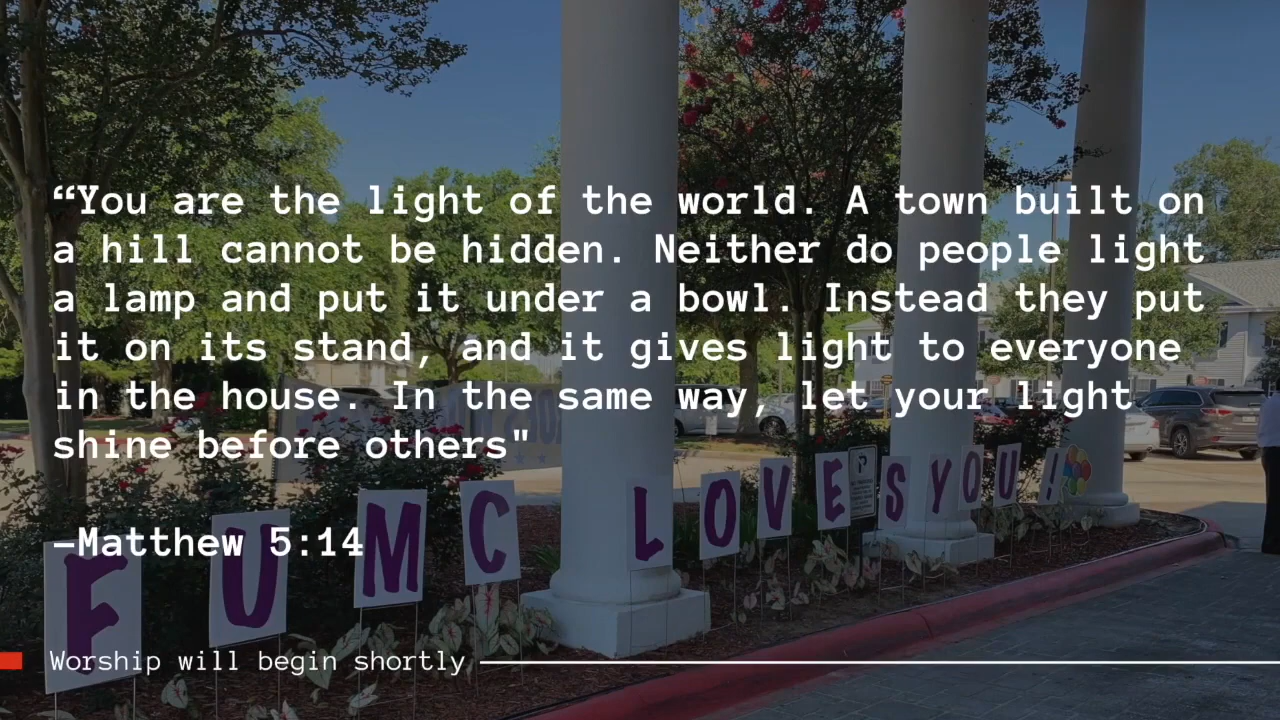 “You are the light of the world. A town built on
a hill cannot be hidden. Neither do people light
a lamp and put it under a bowl. Instead they put
it on its stand, and it gives light to everyone
in the house. In the same way, let your light
shine before others"
–Matthew 5:14
FUMC LOVES YOU!
Worship will begin shortly